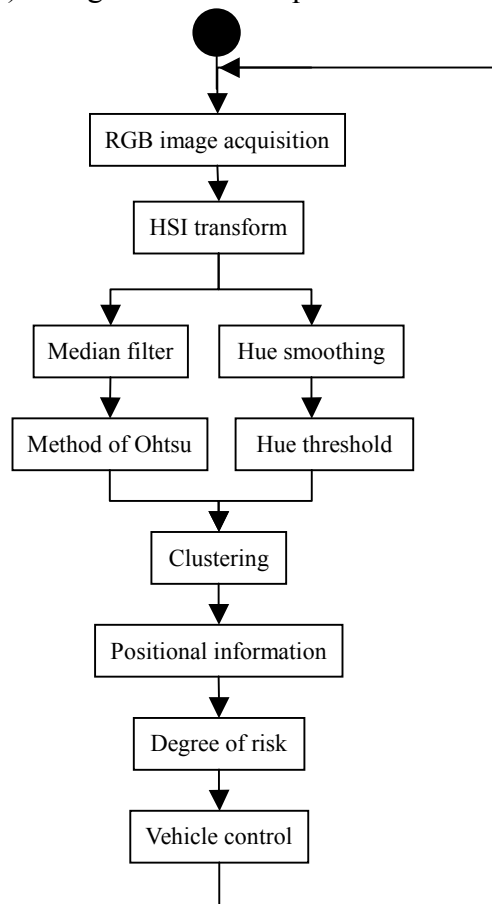 RGB image acquisition
HSI transform
Median filter
Hue smoothing
Method of Ohtsu
Hue threshold
Clustering
Positional information
Degree of risk
Vehicle control